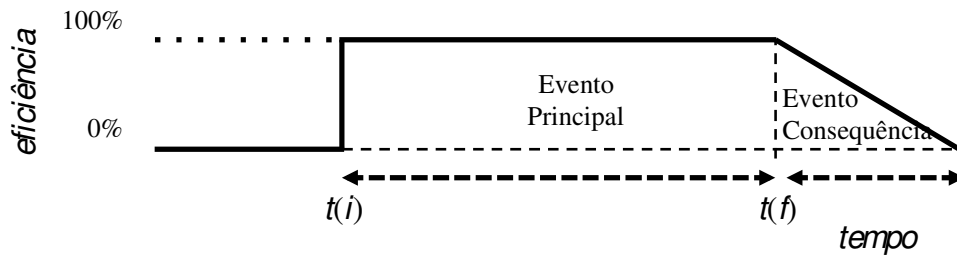 100%
eficiência
0%
Evento
Principal
Evento
Consequência
t(i)
t(f)
tempo